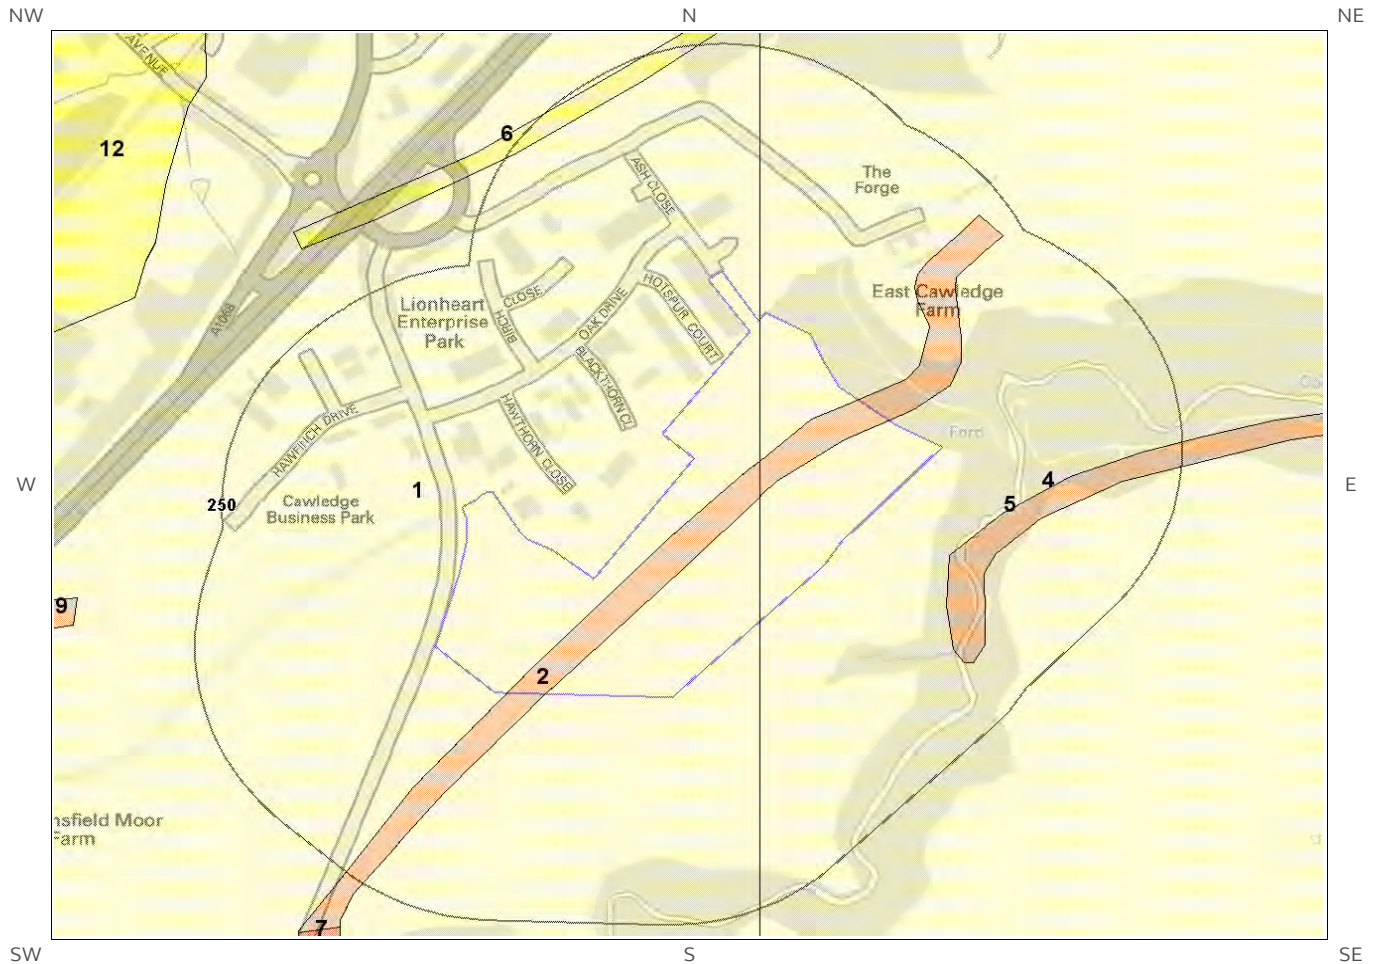 NW
N
NE
AVENUE
12
6
ASH CLOSE
The
Forge
East Cawledge
Farm
Lionheart
Enterprise
Park
CLOSE
BIRCH
OAK DRIVE
HOTSPUR COURT
A1068
BLACKTHORN CL
HAWFINCH DRIVE
HAWTHORN CLOSE
Ford
W
1
4
E
250
Cawledge
Business Park
5
9
2
nsfield Moor
Farm
7
SW
S
SE